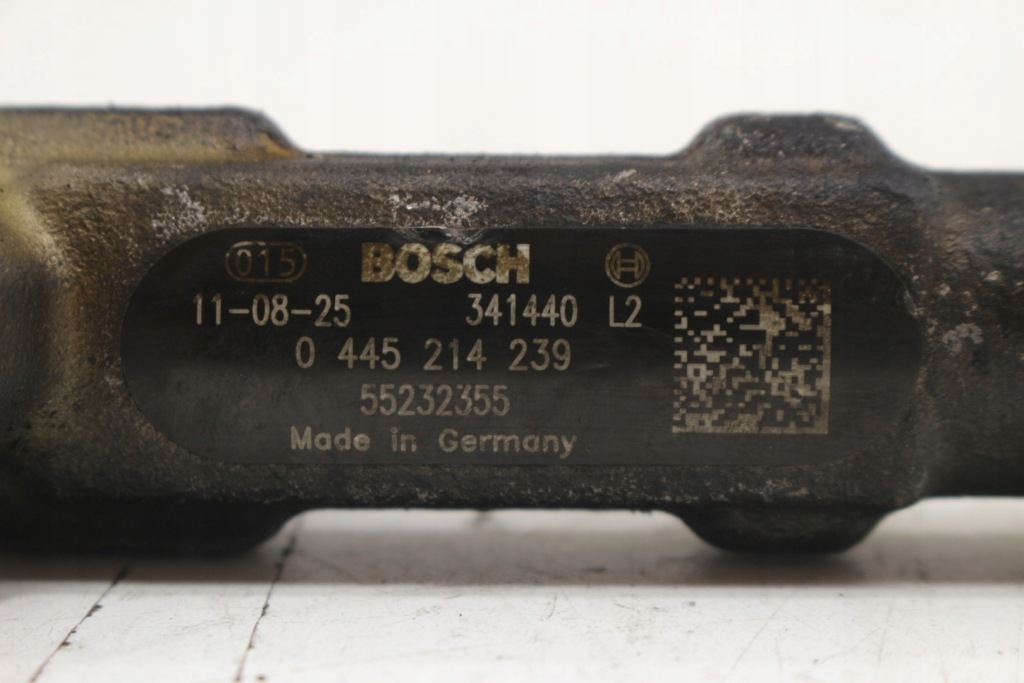 015 BOSCH
11-08-25 341440 L2
0 445 214 239
55232355
Made in Germany